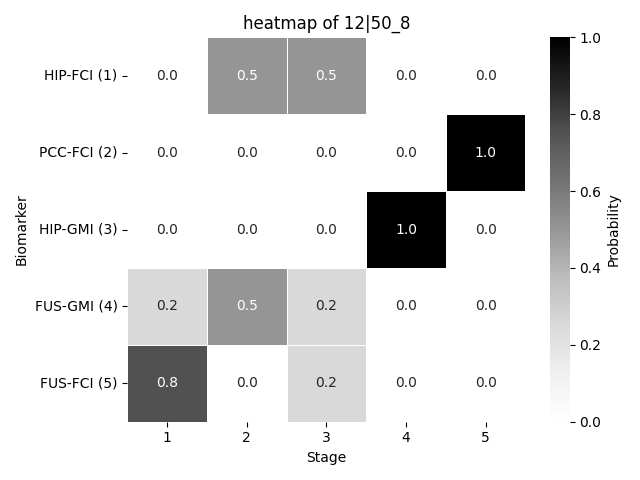 heatmap of 12|50_8
HIP-FCI (1) 0.0 0.5 0.5 0.0 0.0
PCC-FCI (2) 0.0 0.0 0.0 0.0 1.0
HIP-GMI (3) 0.0 0.0 0.0 1.0 0.0
FUS-GMI (4) 0.2 0.5 0.2 0.0 0.0
FUS-FCI (5) 0.8 0.0 0.2 0.0 0.0
1 2 3 4 5
Stage
Biomarker
1.0
0.8
0.6
0.4
0.2
0.0
Probability